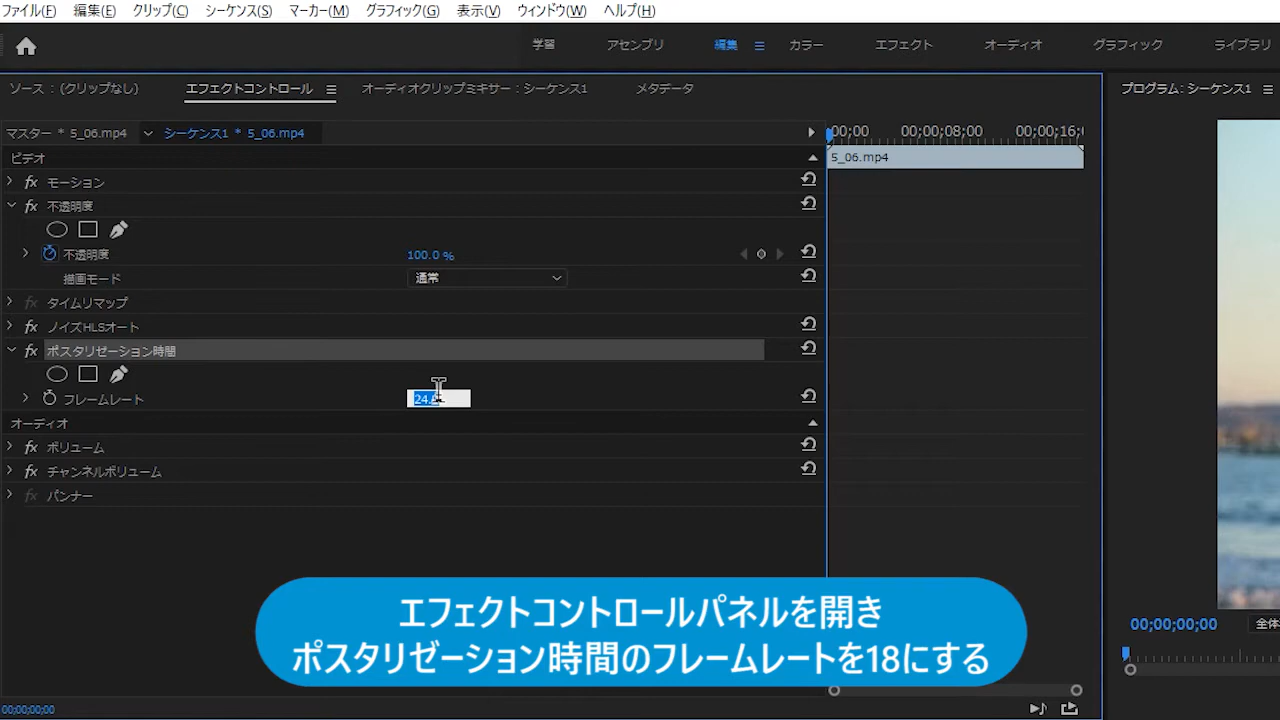 ファイル(F) 編集(E) クリップ(C) シーケンス(S) マーカー(M) グラフィック(G) 表示(V) ウィンドウ(W) ヘルプ(H)
学習 アセンブリ 編集 カラー エフェクト オーディオ グラフィック ライブラリ
ソース : (クリップなし) エフェクトコントロール オーディオクリップミキサー : シーケンス1 メタデータ プログラム: シーケンス1
マスター * 5_06.mp4 シーケンス1 * 5_06.mp4 00;00 00;00;08;00 00;00;16;
ビデオ 5_06.mp4
fx モーション
fx 不透明度
不透明度 100.0 %
描画モード 通常
fx タイムリマップ
fx ノイズHLSオート
fx ポスタリゼーション時間
フレームレート 24.
オーディオ
fx ボリューム
fx チャンネルボリューム
fx パンナー
エフェクトコントロールパネルを開き
ポスタリゼーション時間のフレームレートを18にする
00;00;00;00 全体
00;00;00;00